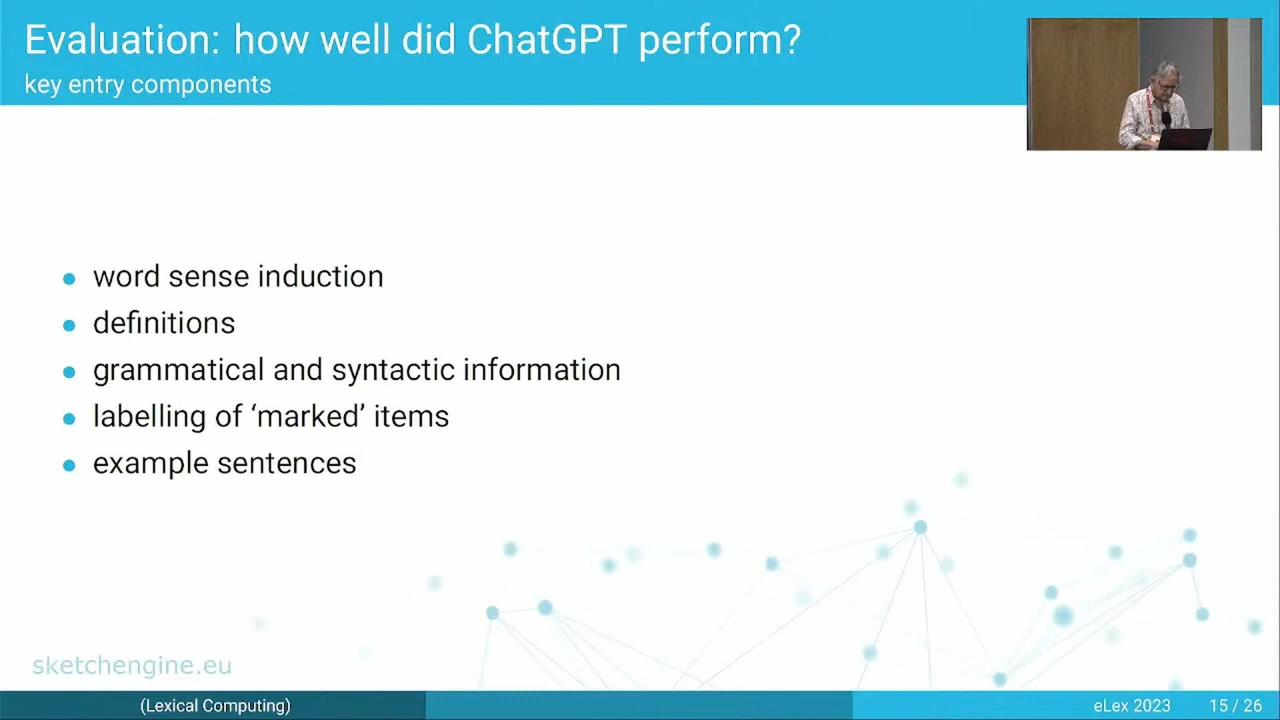 Evaluation: how well did ChatGPT perform?
key entry components
word sense induction
definitions
grammatical and syntactic information
labelling of ‘marked’ items
example sentences
sketchengine.eu
(Lexical Computing)
eLex 2023
15 / 26